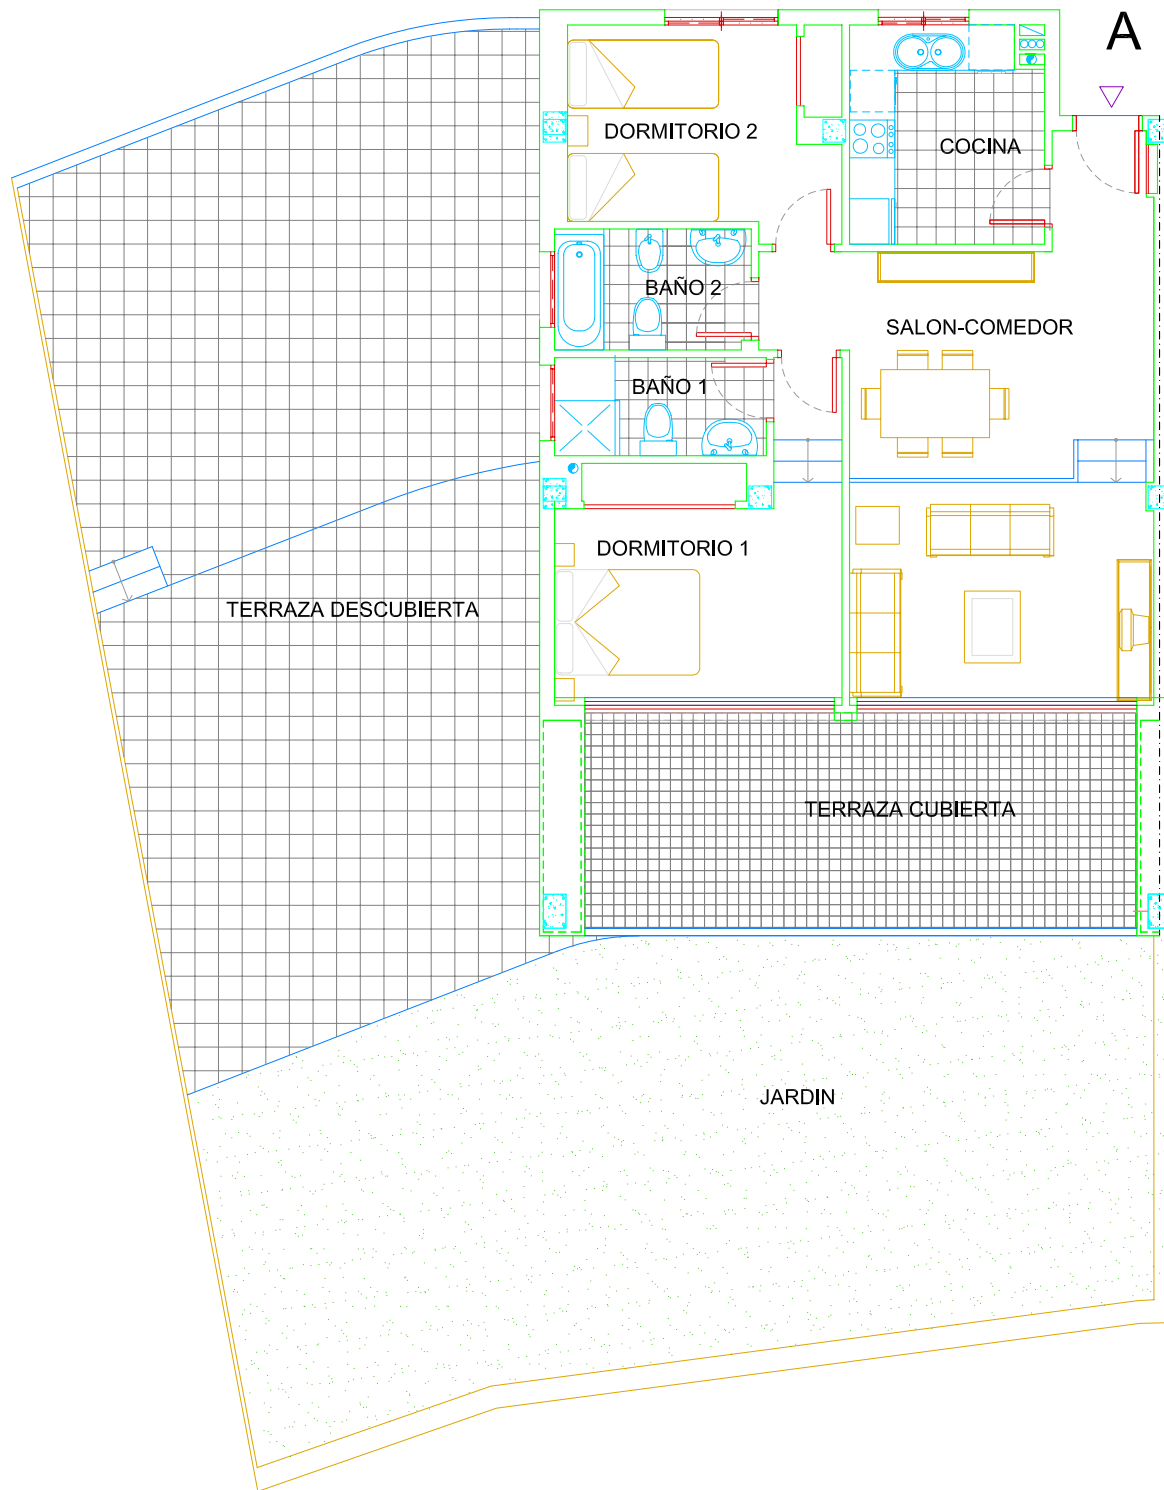 A
DORMITORIO 2
COCINA
BAÑO 2
SALON-COMEDOR
BAÑO 1
DORMITORIO 1
TERRAZA DESCUBIERTA
TERRAZA CUBIERTA
JARDIN